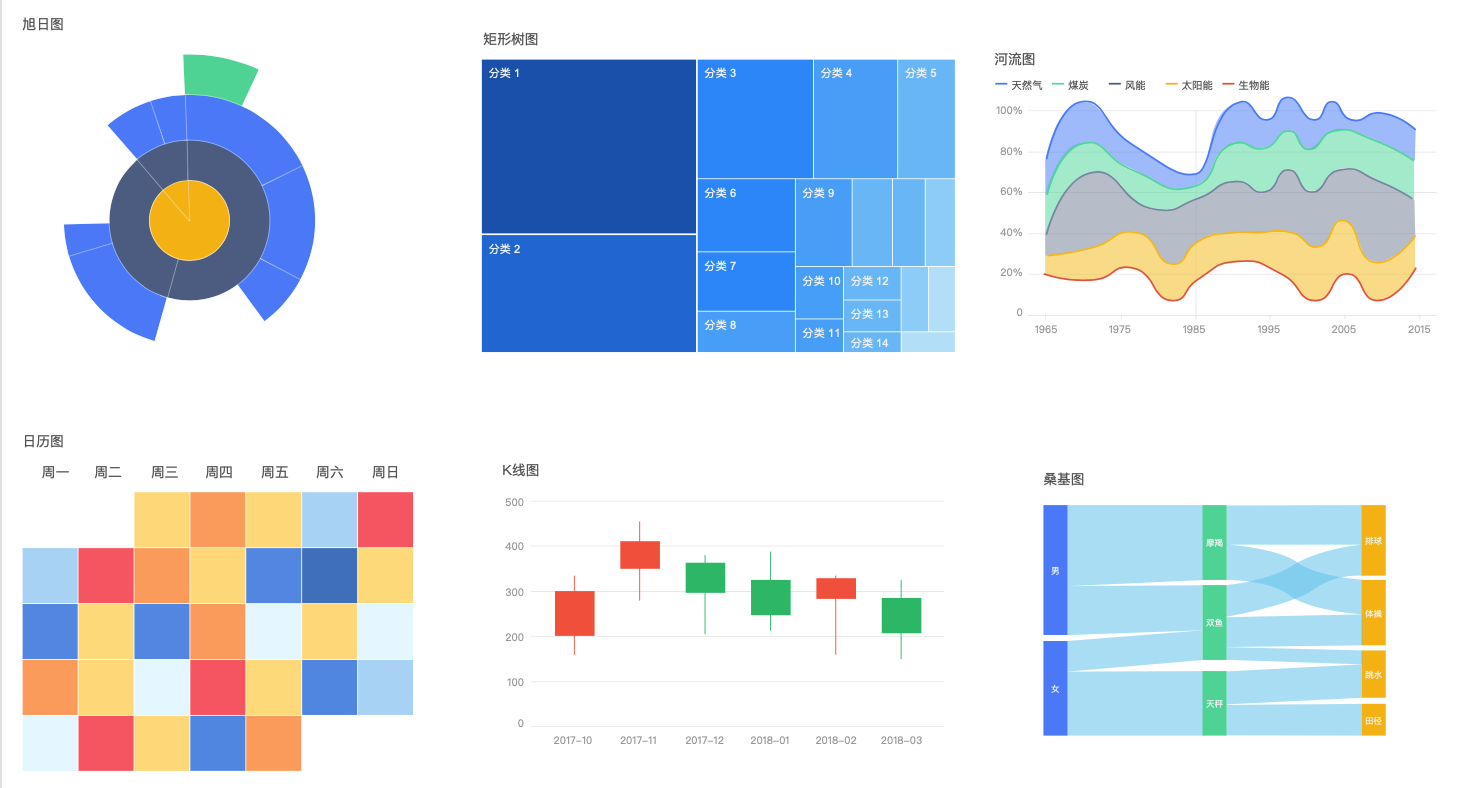 旭日图
矩形树图
分类 1
分类 2
分类 3
分类 4
分类 5
分类 6
分类 7
分类 8
分类 9
分类 10
分类 11
分类 12
分类 13
分类 14
河流图
天然气 煤炭 风能 太阳能 生物能
100%
80%
60%
40%
20%
0
1965 1975 1985 1995 2005 2015
日历图
周一 周二 周三 周四 周五 周六 周日
K线图
500
400
300
200
100
0
2017–10 2017–11 2017–12 2018–01 2018–02 2018–03
桑基图
男
女
摩羯
双鱼
天秤
排球
体操
跳水
田径